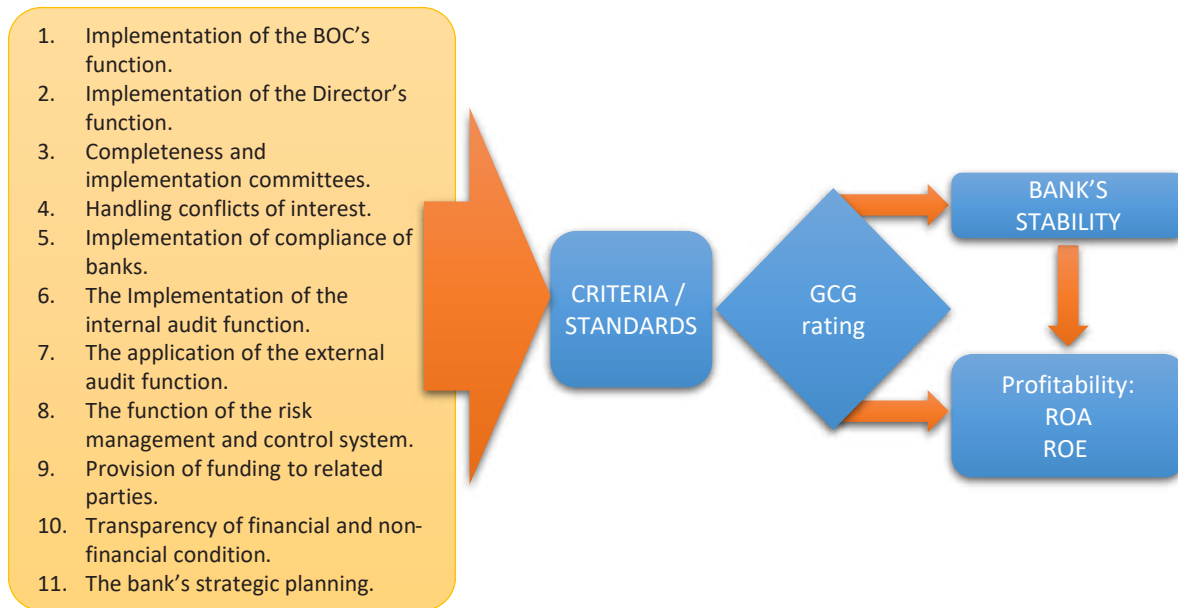 1. Implementation of the BOC's
function.
2. Implementation of the Director's
function.
3. Completeness and
implementation committees.
4. Handling conflicts of interest.
5. Implementation of compliance of
banks.
6. The Implementation of the
internal audit function.
7. The application of the external
audit function.
8. The function of the risk
management and control system.
9. Provision of funding to related
parties.
10. Transparency of financial and non-
financial condition.
11. The bank's strategic planning.
CRITERIA /
STANDARDS
GCG
rating
BANK'S
STABILITY
Profitability:
ROA
ROE